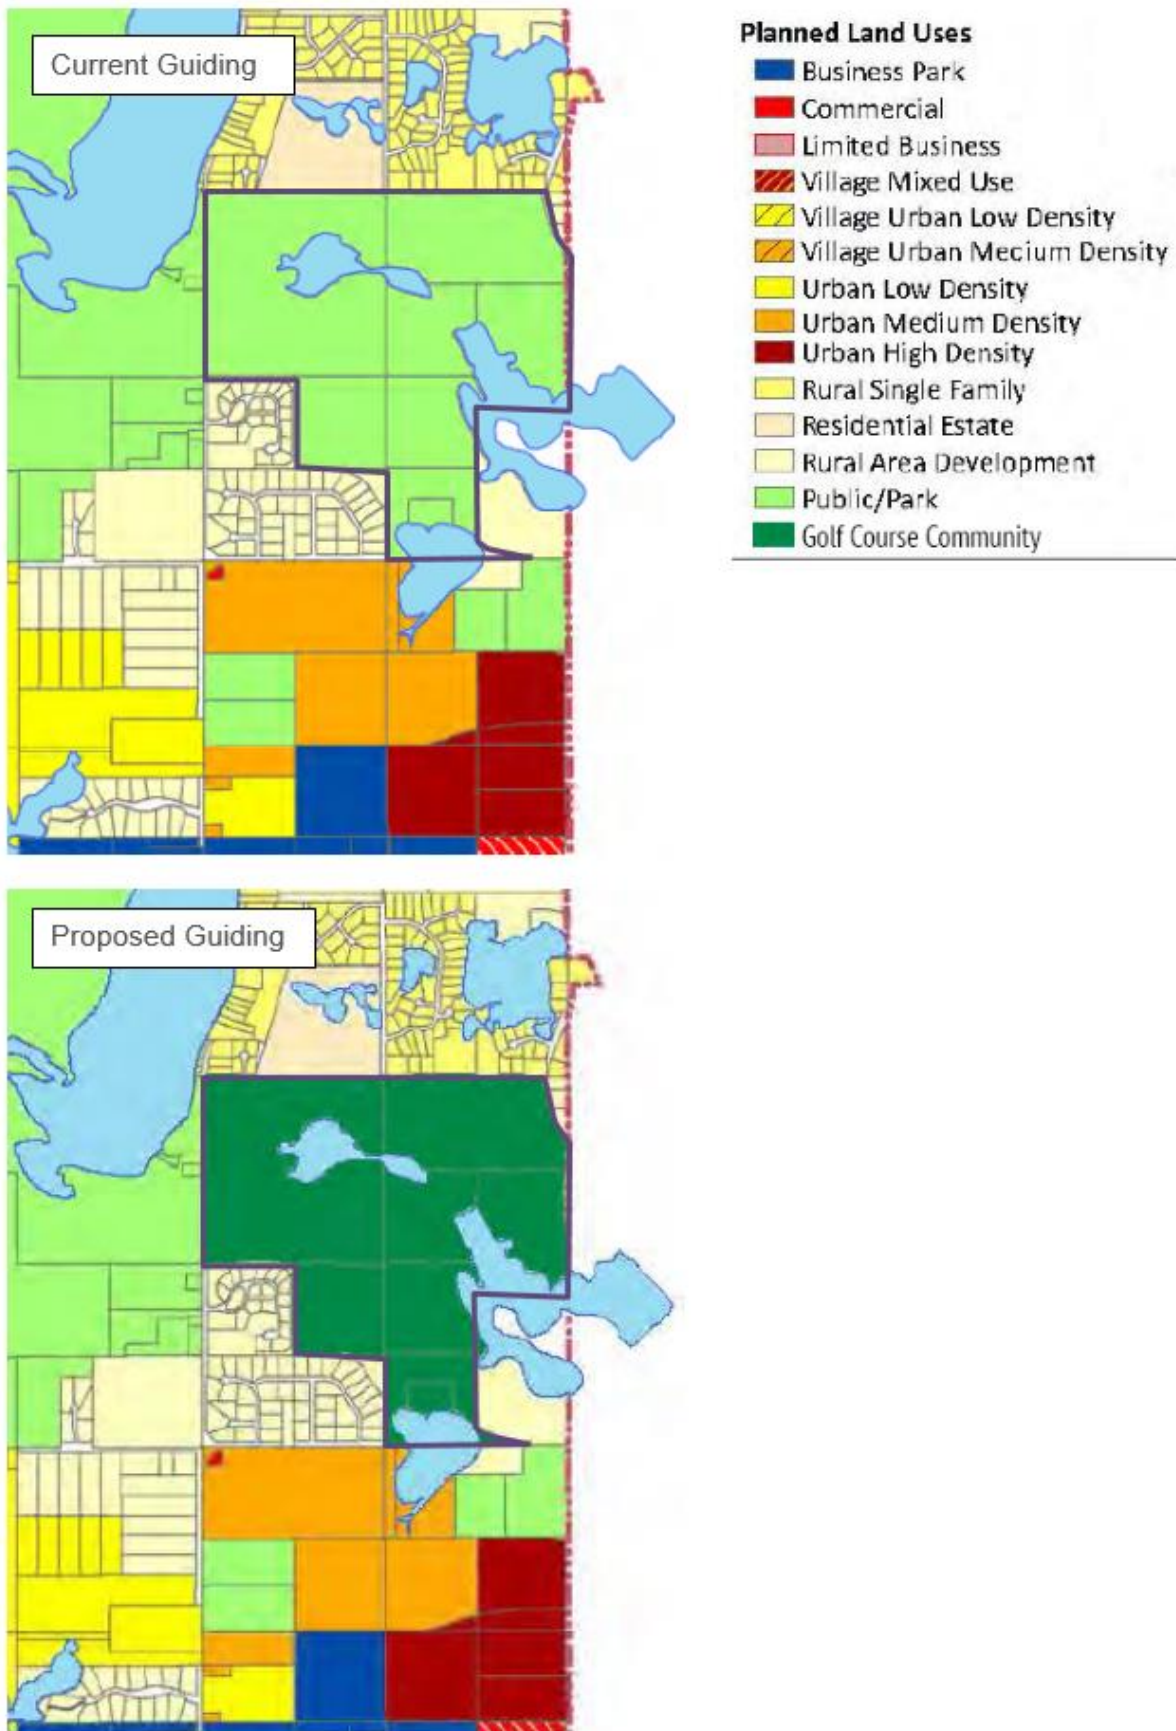 Current Guiding
Planned Land Uses
Business Park
Commercial
Limited Business
Village Mixed Use
Village Urban Low Density
Village Urban Mecium Density
Urban Low Density
Urban Medium Density
Urban High Density
Rural Single Family
Residential Estate
Rural Area Development
Public/Park
Golf Course Community
Proposed Guiding